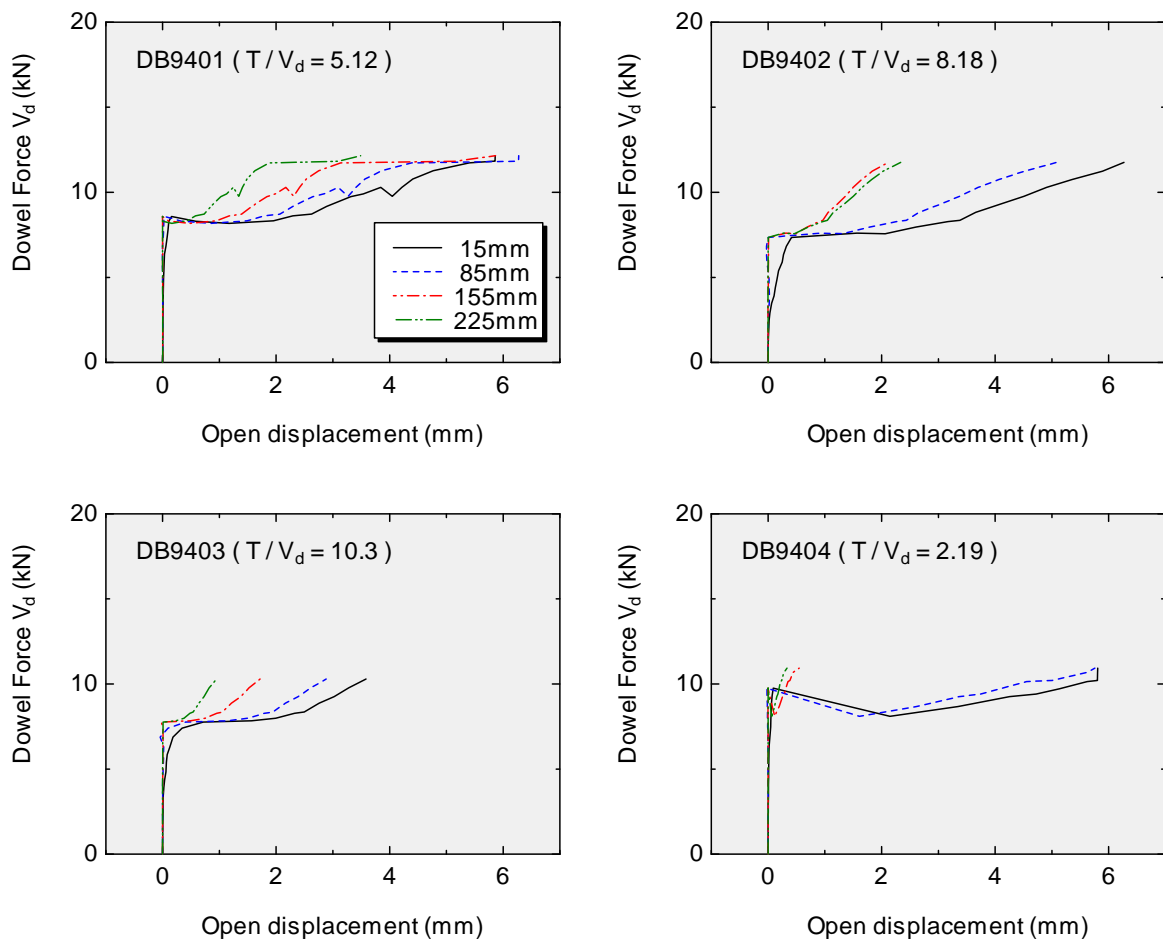 DB9401 ( T / Vd = 5.12 )
Dowel Force Vd (kN)
20
10
0
15mm
85mm
155mm
225mm
0 2 4 6
Open displacement (mm)
DB9402 ( T / Vd = 8.18 )
Dowel Force Vd (kN)
20
10
0
0 2 4 6
Open displacement (mm)
DB9403 ( T / Vd = 10.3 )
Dowel Force Vd (kN)
20
10
0
0 2 4 6
Open displacement (mm)
DB9404 ( T / Vd = 2.19 )
Dowel Force Vd (kN)
20
10
0
0 2 4 6
Open displacement (mm)